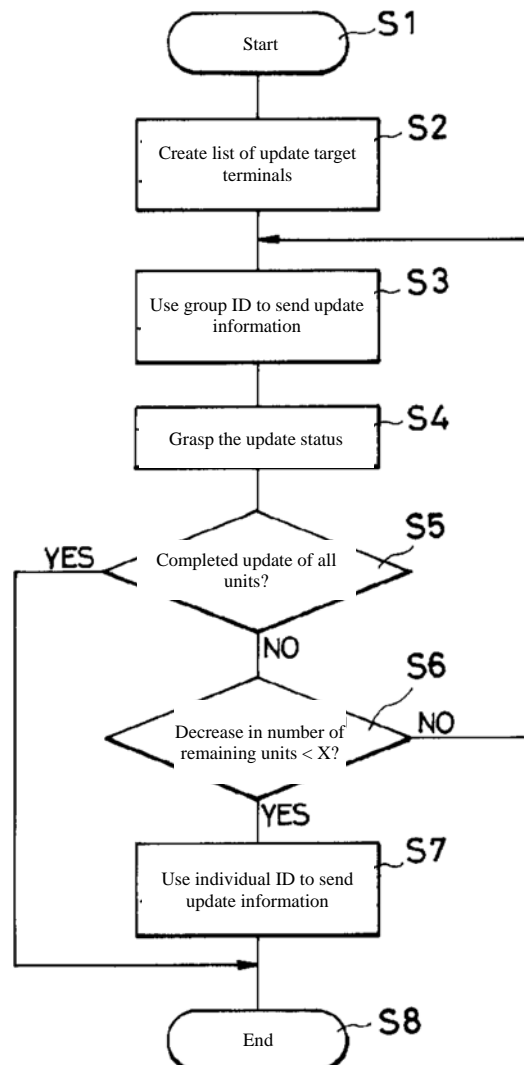 Start
S1
Create list of update target
terminals
S2
Use group ID to send update
information
S3
Grasp the update status
S4
Completed update of all
units?
S5
YES
NO
Decrease in number of
remaining units < X?
S6
NO
YES
Use individual ID to send
update information
S7
End
S8